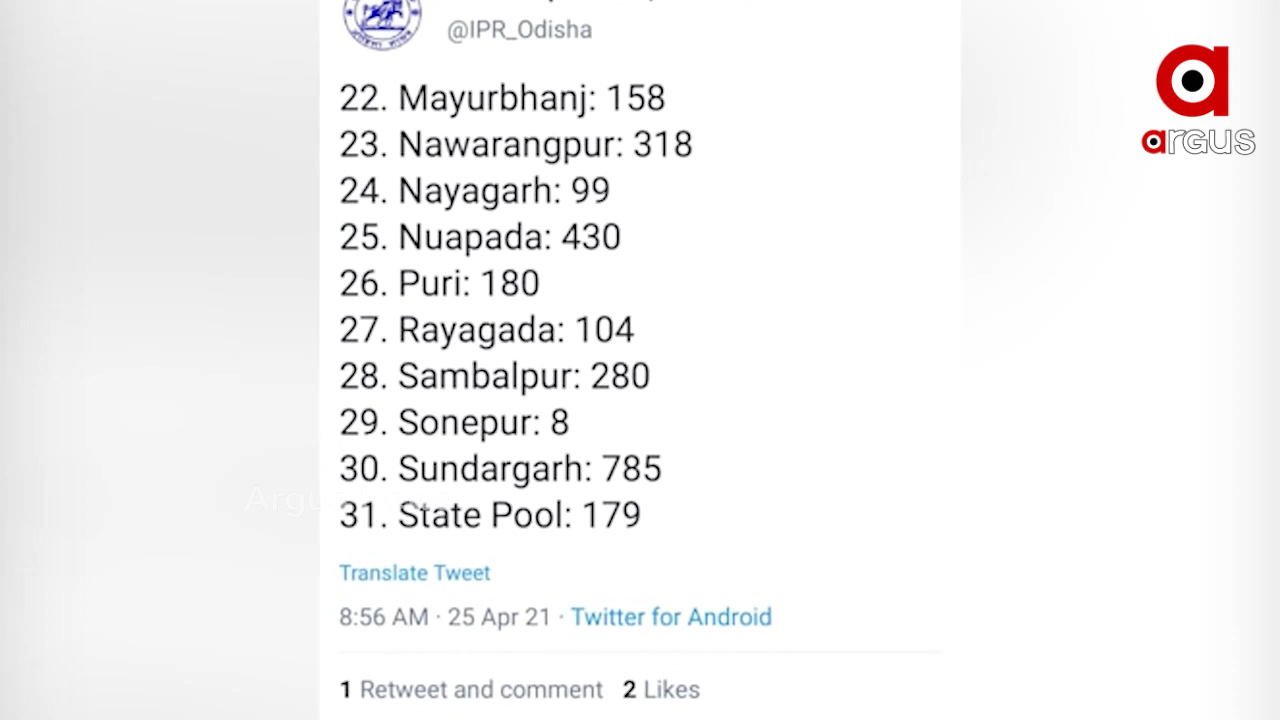 @IPR_Odisha
22. Mayurbhanj: 158
23. Nawarangpur: 318
24. Nayagarh: 99
25. Nuapada: 430
26. Puri: 180
27. Rayagada: 104
28. Sambalpur: 280
29. Sonepur: 8
30. Sundargarh: 785
31. State Pool: 179
Translate Tweet
8:56 AM · 25 Apr 21 · Twitter for Android
1 Retweet and comment 2 Likes
a
argus